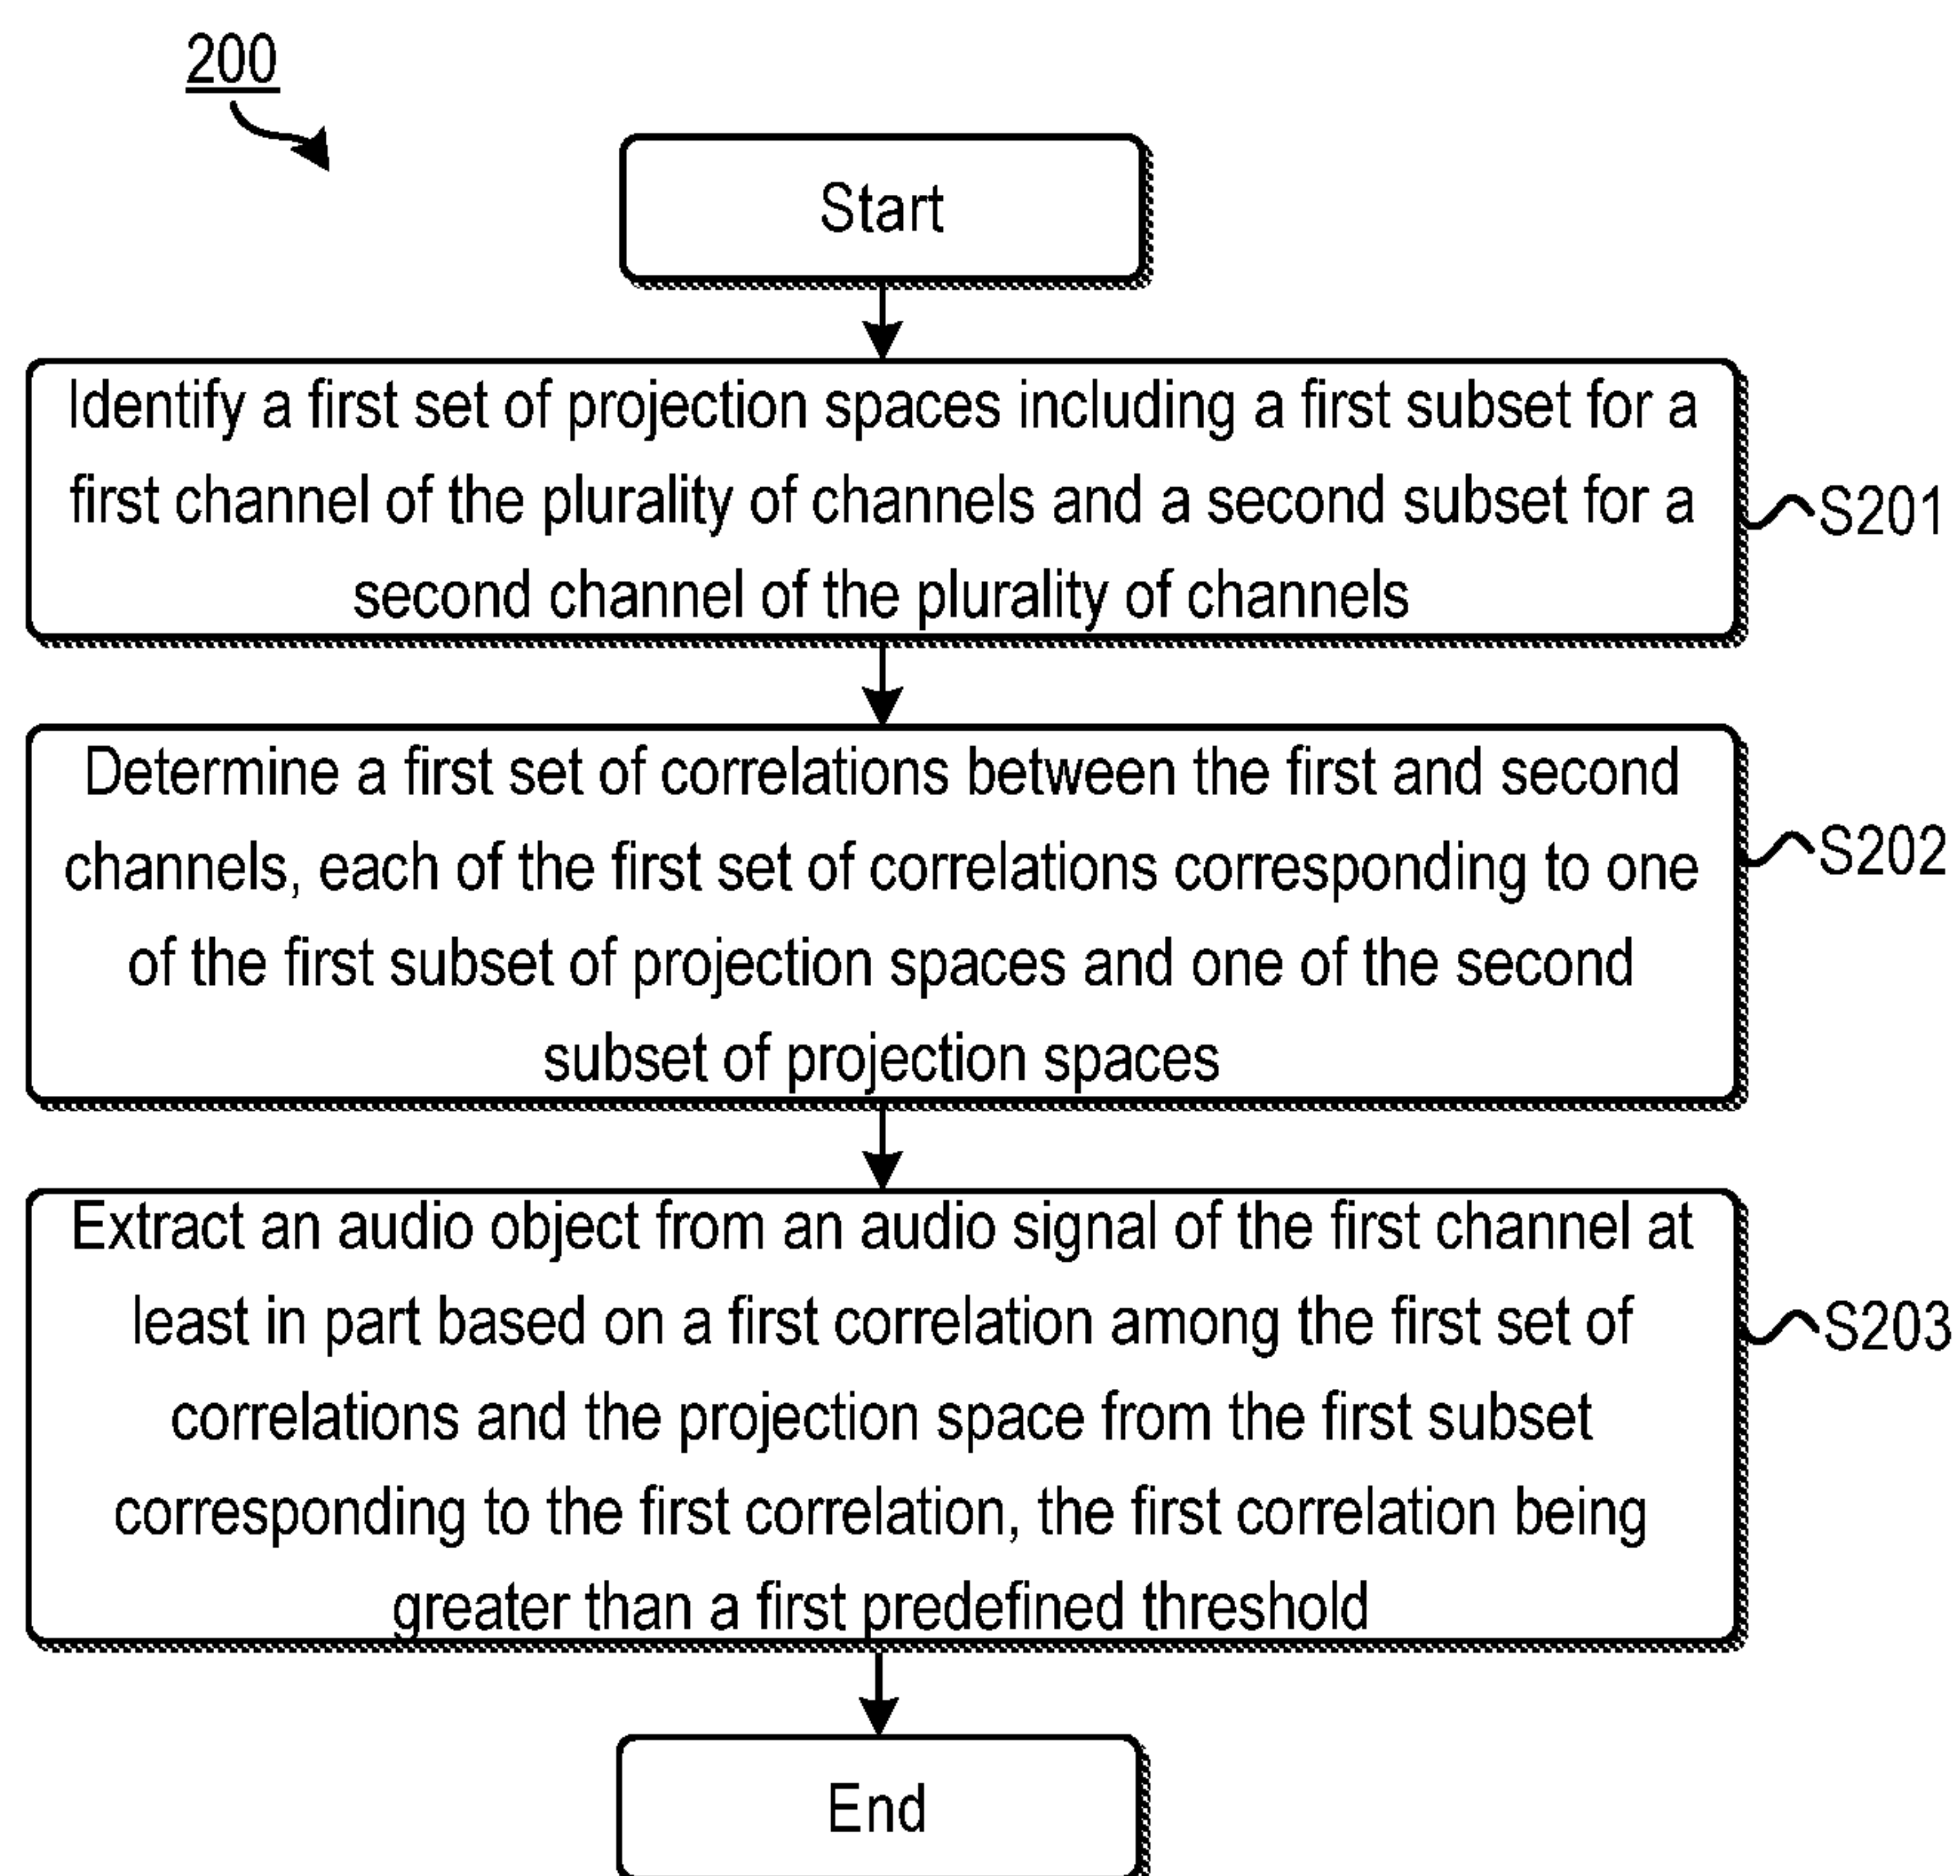 200
Start
Identify a first set of projection spaces including a first subset for a
first channel of the plurality of channels and a second subset for a
second channel of the plurality of channels
S201
Determine a first set of correlations between the first and second
channels, each of the first set of correlations corresponding to one
of the first subset of projection spaces and one of the second
subset of projection spaces
S202
Extract an audio object from an audio signal of the first channel at
least in part based on a first correlation among the first set of
correlations and the projection space from the first subset
corresponding to the first correlation, the first correlation being
greater than a first predefined threshold
S203
End